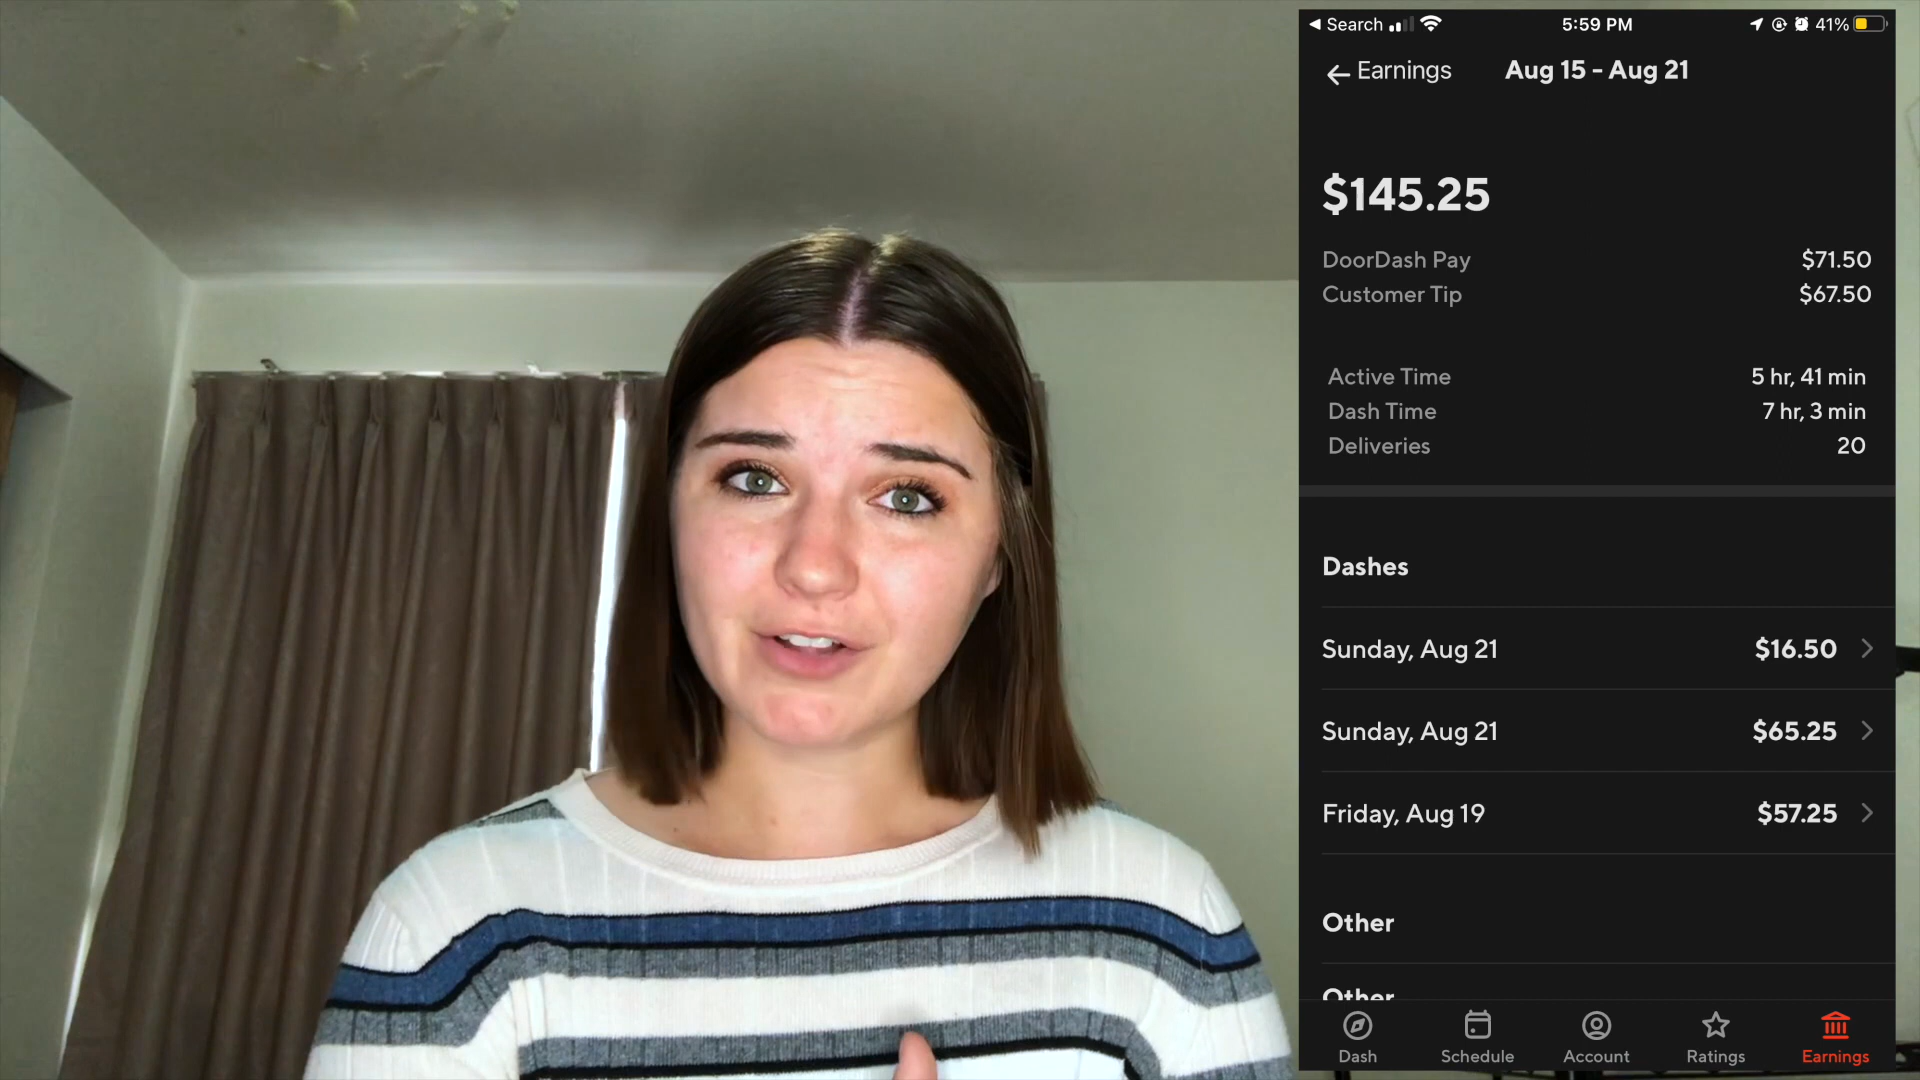 ◀ Search 5:59 PM 41%
← Earnings Aug 15 - Aug 21
$145.25
DoorDash Pay $71.50
Customer Tip $67.50
Active Time 5 hr, 41 min
Dash Time 7 hr, 3 min
Deliveries 20
Dashes
Sunday, Aug 21 $16.50
Sunday, Aug 21 $65.25
Friday, Aug 19 $57.25
Other
Other
Dash Schedule Account Ratings Earnings